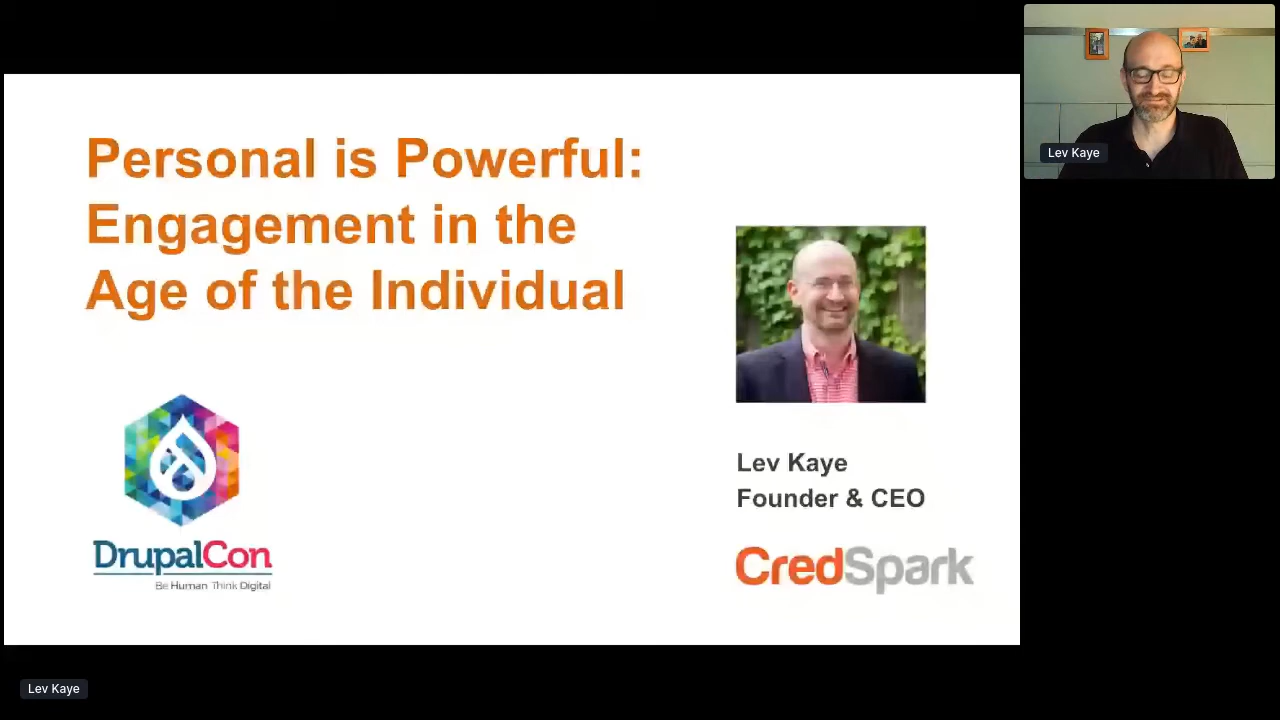 Personal is Powerful:
Engagement in the
Age of the Individual
Lev Kaye
Founder & CEO
CredSpark
DrupalCon
Be Human Think Digital
Lev Kaye
Lev Kaye